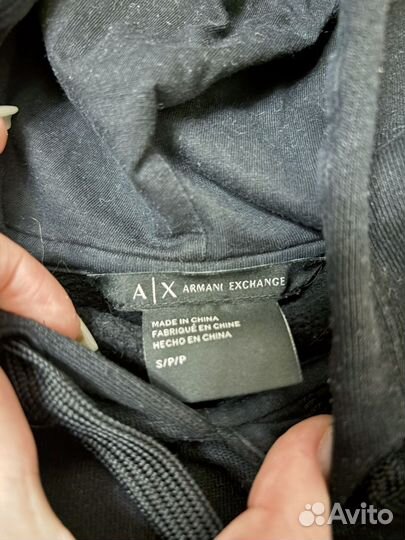 A|X ARMANI EXCHANGE
MADE IN CHINA
FABRIQUÉ EN CHINE
HECHO EN CHINA
S/P/P
Avito